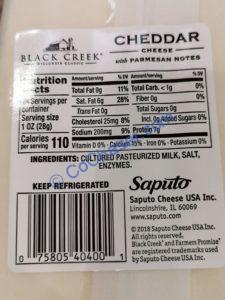 BLACK CREEK®
WISCONSIN CLASSIC
CHEDDAR
CHEESE
with PARMESAN NOTES
Nutrition
Facts
Servings per
container
Serving size
1 OZ (28g)
Calories
per serving 110
Amount/serving % DV
Total Fat 9g 11%
Sat. Fat 6g 28%
Trans Fat 0g
Cholesterol 25mg 8%
Sodium 200mg 9%
Amount/serving % DV
Total Carb. <1g 0%
Fiber 0g 0%
Total Sugars 0g
Incl. 0g Added Sugars 0%
Protein 7g
Vitamin D 0% • Calcium 15% • Iron 0% • Potassium 0%
INGREDIENTS: CULTURED PASTEURIZED MILK, SALT,
ENZYMES.
KEEP REFRIGERATED
0 75805 40400 1
Saputo
Saputo Cheese USA Inc.
Lincolnshire, IL 60069
www.saputo.com
© 2018 Saputo Cheese USA Inc.
All rights reserved.
Black Creek® and Farmers Promise®
are registered trademarks used
by Saputo Cheese USA Inc.